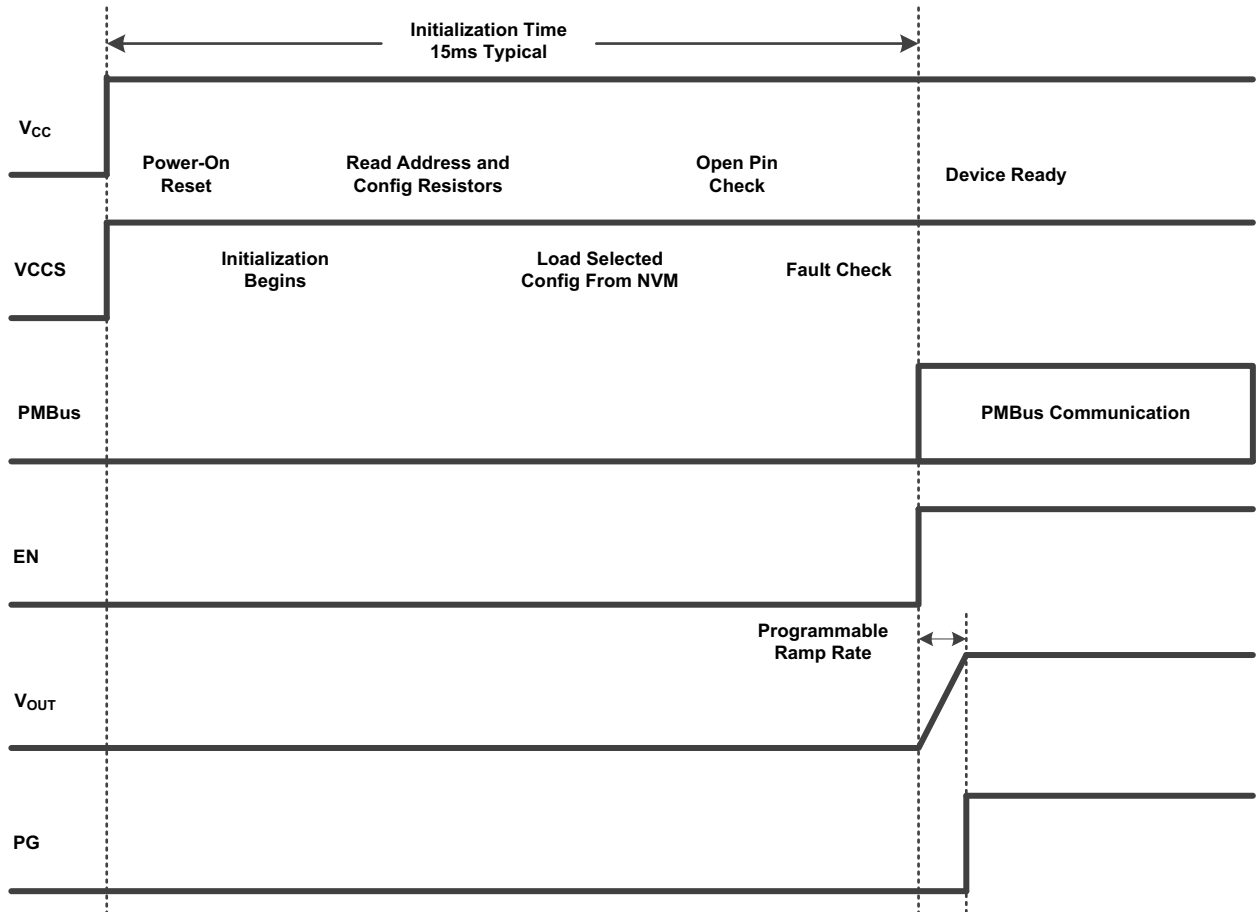 Initialization Time
15ms Typical
VCC
Power-On
Reset
Read Address and
Config Resistors
Open Pin
Check
Device Ready
VCCS
Initialization
Begins
Load Selected
Config From NVM
Fault Check
PMBus
PMBus Communication
EN
Programmable
Ramp Rate
VOUT
PG